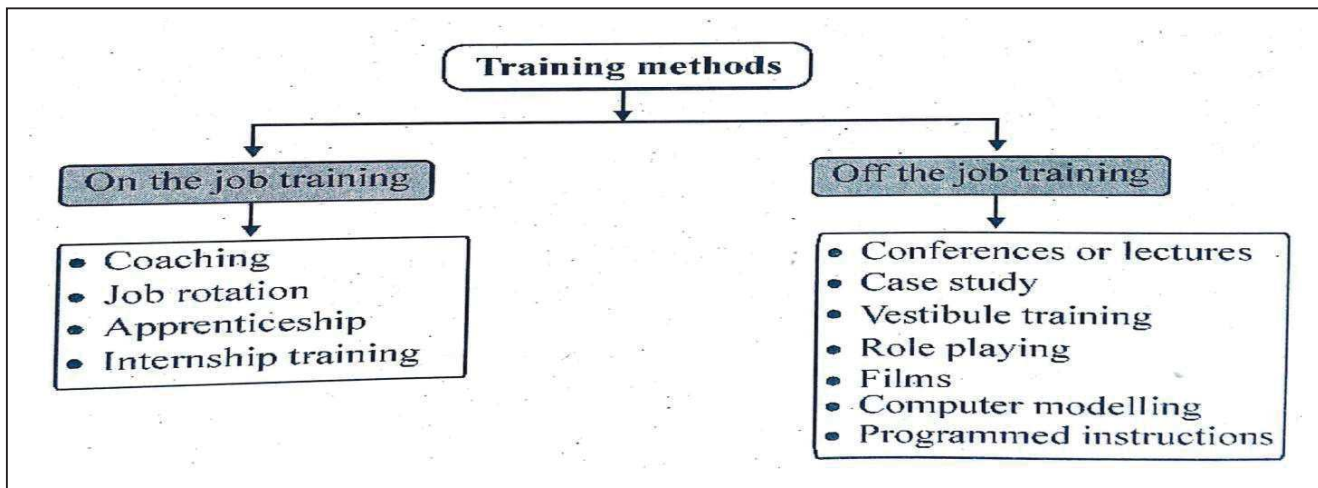 Training methods
On the job training
• Coaching
• Job rotation
• Apprenticeship
• Internship training
Off the job training
• Conferences or lectures
• Case study
• Vestibule training
• Role playing
• Films
• Computer modelling
• Programmed instructions